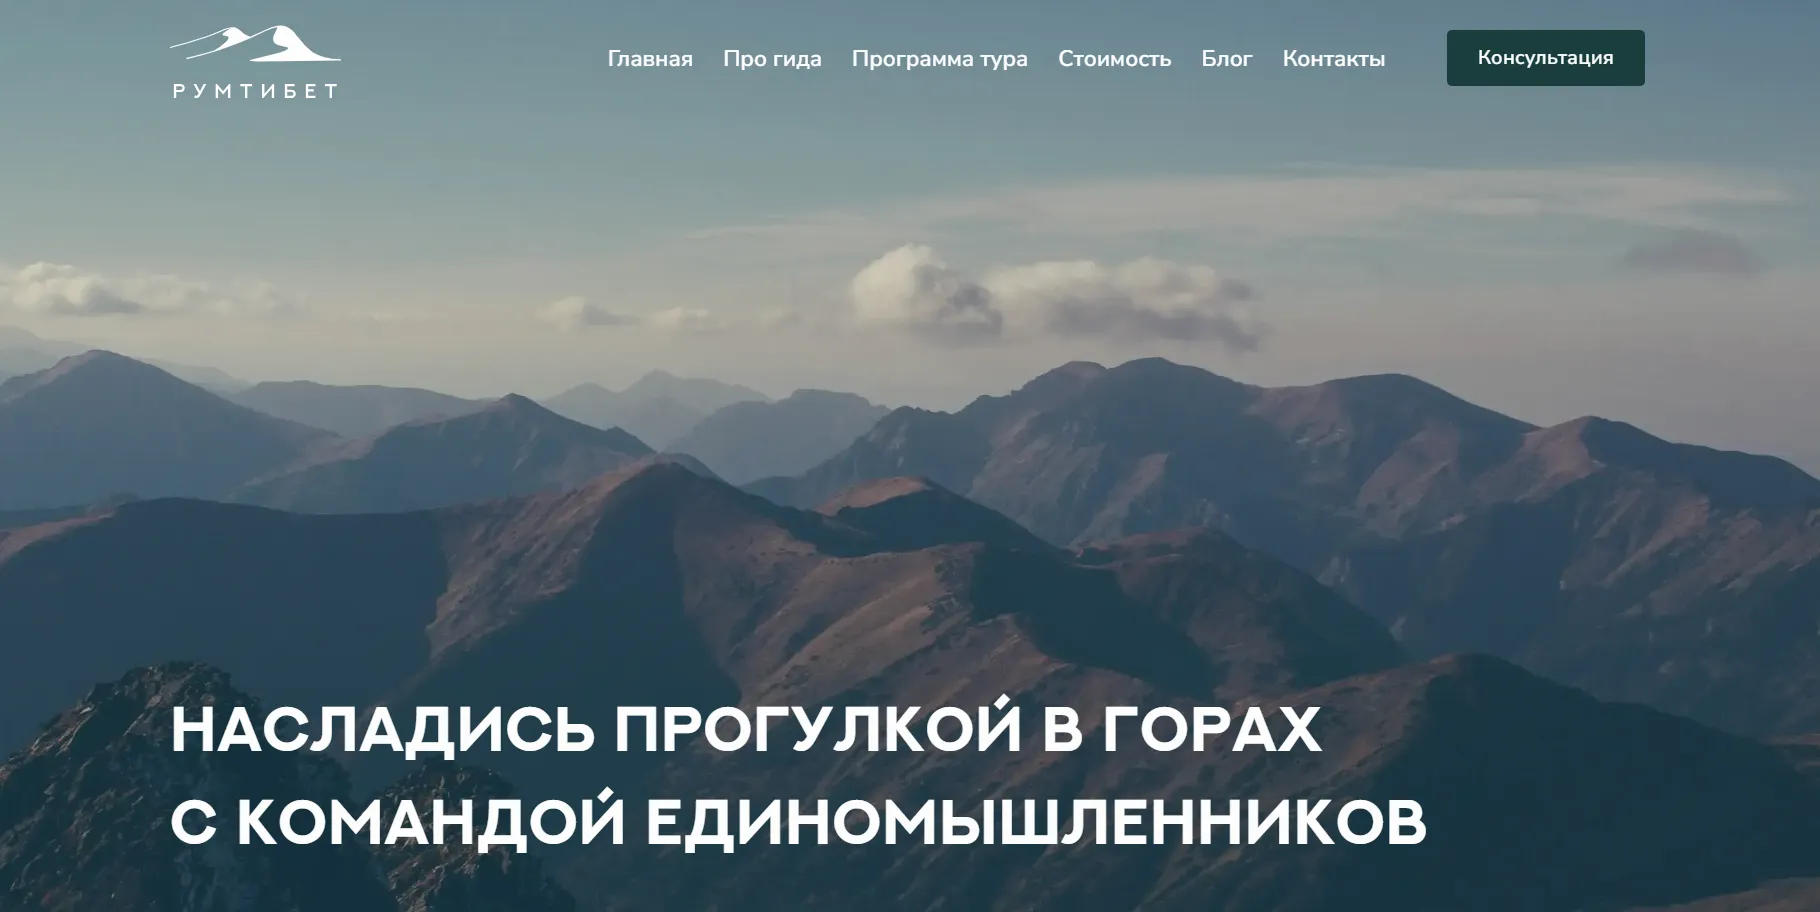 РУМТИБЕТ
Главная Про гида Программа тура Стоимость Блог Контакты Консультация
НАСЛАДИСЬ ПРОГУЛКОЙ В ГОРАХ
С КОМАНДОЙ ЕДИНОМЫШЛЕННИКОВ